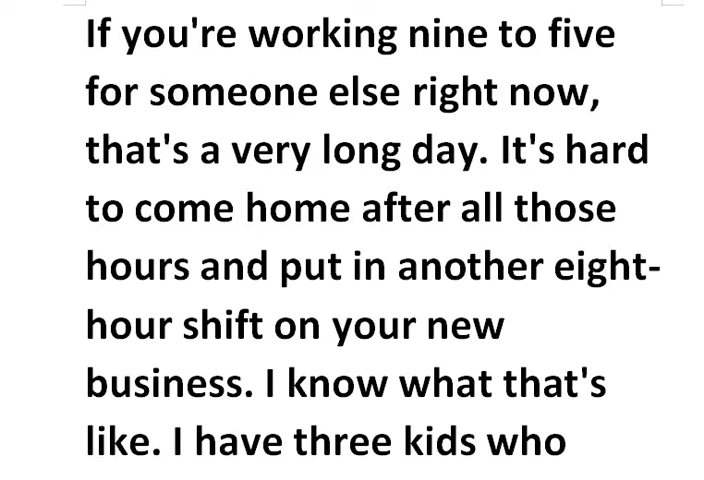 If you're working nine to five
for someone else right now,
that's a very long day. It's hard
to come home after all those
hours and put in another eight-
hour shift on your new
business. I know what that's
like. I have three kids who